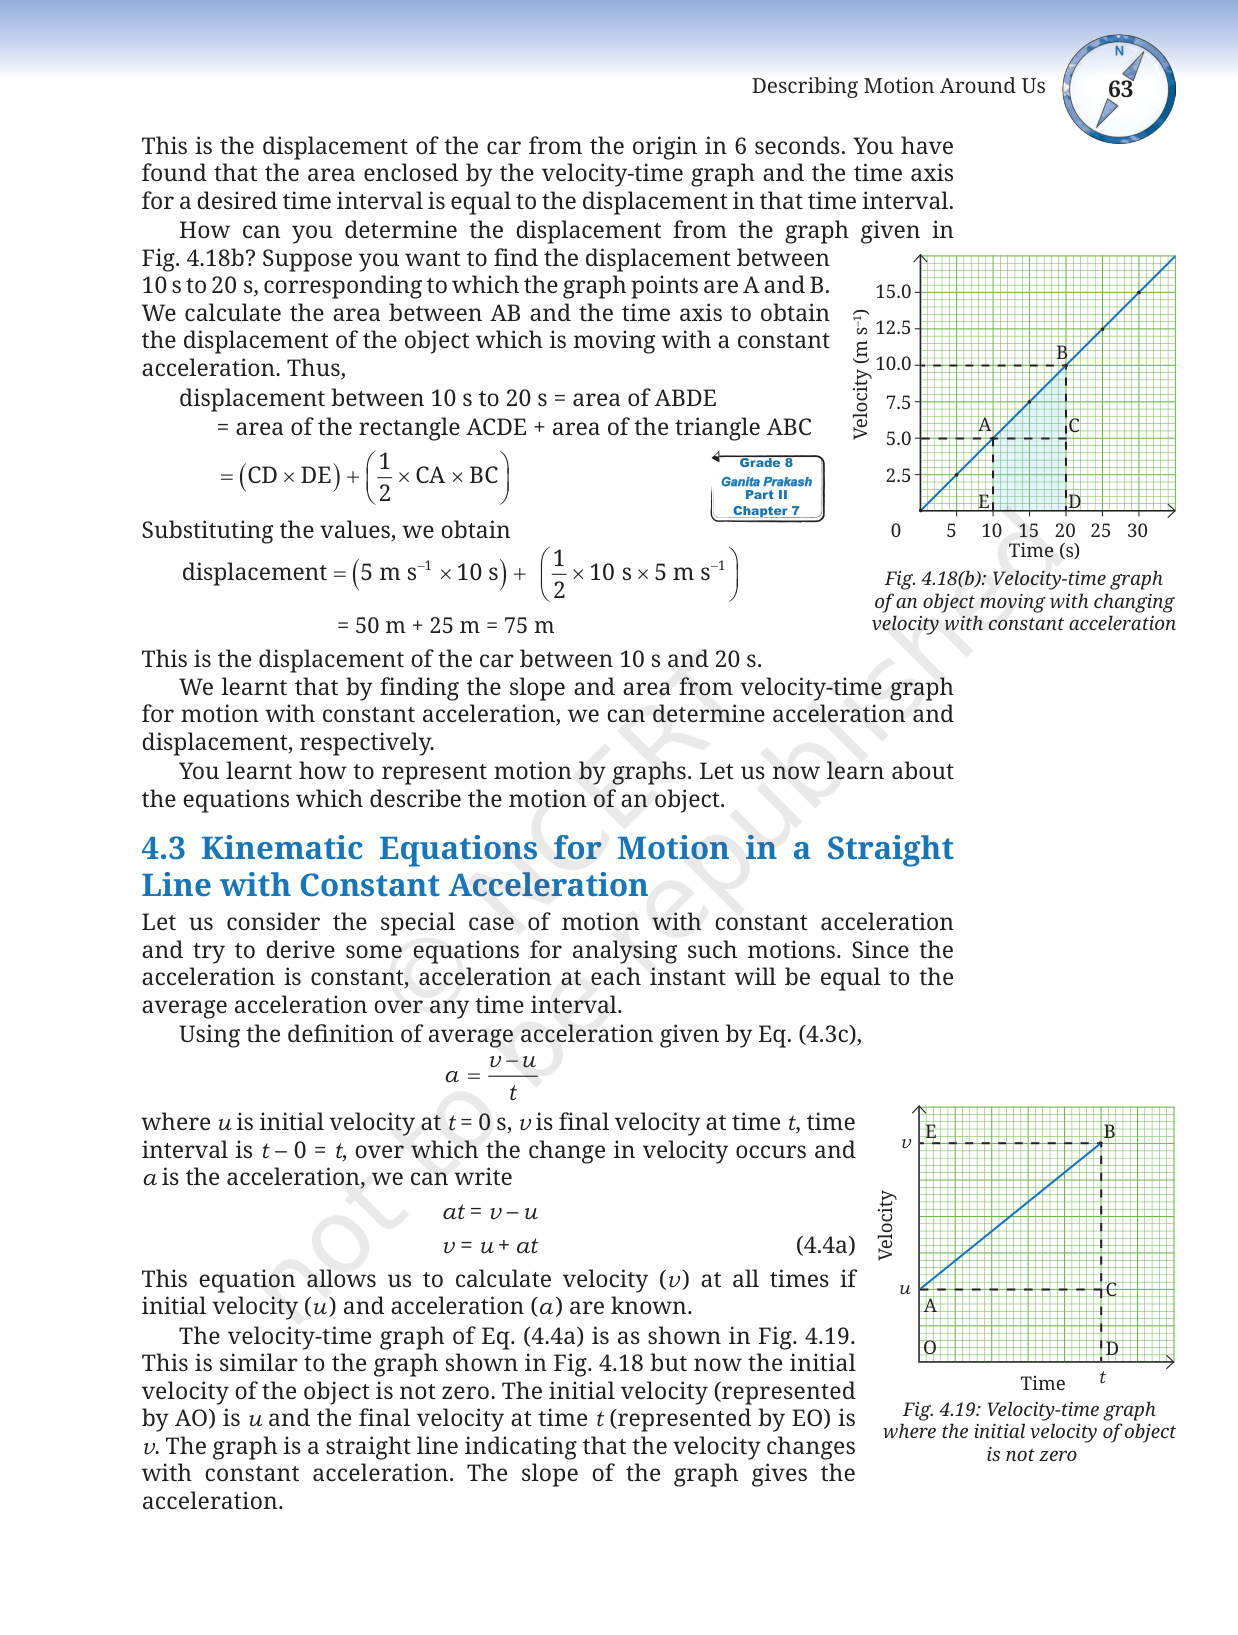 Describing Motion Around Us
N
63
This is the displacement of the car from the origin in 6 seconds. You have
found that the area enclosed by the velocity-time graph and the time axis
for a desired time interval is equal to the displacement in that time interval.
How can you determine the displacement from the graph given in
Fig. 4.18b? Suppose you want to find the displacement between
10 s to 20 s, corresponding to which the graph points are A and B.
We calculate the area between AB and the time axis to obtain
the displacement of the object which is moving with a constant
acceleration. Thus,
displacement between 10 s to 20 s = area of ABDE
= area of the rectangle ACDE + area of the triangle ABC
= (CD × DE) + (1/2 × CA × BC)
Grade 8
Ganita Prakash
Part II
Chapter 7
Substituting the values, we obtain
displacement = (5 m s⁻¹ × 10 s) + (1/2 × 10 s × 5 m s⁻¹)
= 50 m + 25 m = 75 m
Velocity (m s⁻¹)
15.0
12.5
10.0
7.5
5.0
2.5
B
A
C
E
D
0 5 10 15 20 25 30
Time (s)
Fig. 4.18(b): Velocity-time graph
of an object moving with changing
velocity with constant acceleration
This is the displacement of the car between 10 s and 20 s.
We learnt that by finding the slope and area from velocity-time graph
for motion with constant acceleration, we can determine acceleration and
displacement, respectively.
You learnt how to represent motion by graphs. Let us now learn about
the equations which describe the motion of an object.
4.3 Kinematic Equations for Motion in a Straight
Line with Constant Acceleration
Let us consider the special case of motion with constant acceleration
and try to derive some equations for analysing such motions. Since the
acceleration is constant, acceleration at each instant will be equal to the
average acceleration over any time interval.
Using the definition of average acceleration given by Eq. (4.3c),
a = (v – u)/t
where u is initial velocity at t = 0 s, v is final velocity at time t, time
interval is t – 0 = t, over which the change in velocity occurs and
a is the acceleration, we can write
at = v – u
v = u + at (4.4a)
This equation allows us to calculate velocity (v) at all times if
initial velocity (u) and acceleration (a) are known.
The velocity-time graph of Eq. (4.4a) is as shown in Fig. 4.19.
This is similar to the graph shown in Fig. 4.18 but now the initial
velocity of the object is not zero. The initial velocity (represented
by AO) is u and the final velocity at time t (represented by EO) is
v. The graph is a straight line indicating that the velocity changes
with constant acceleration. The slope of the graph gives the
acceleration.
E
B
v
Velocity
u
C
A
O
D
t
Time
Fig. 4.19: Velocity-time graph
where the initial velocity of object
is not zero
© NCERT
not to be republished